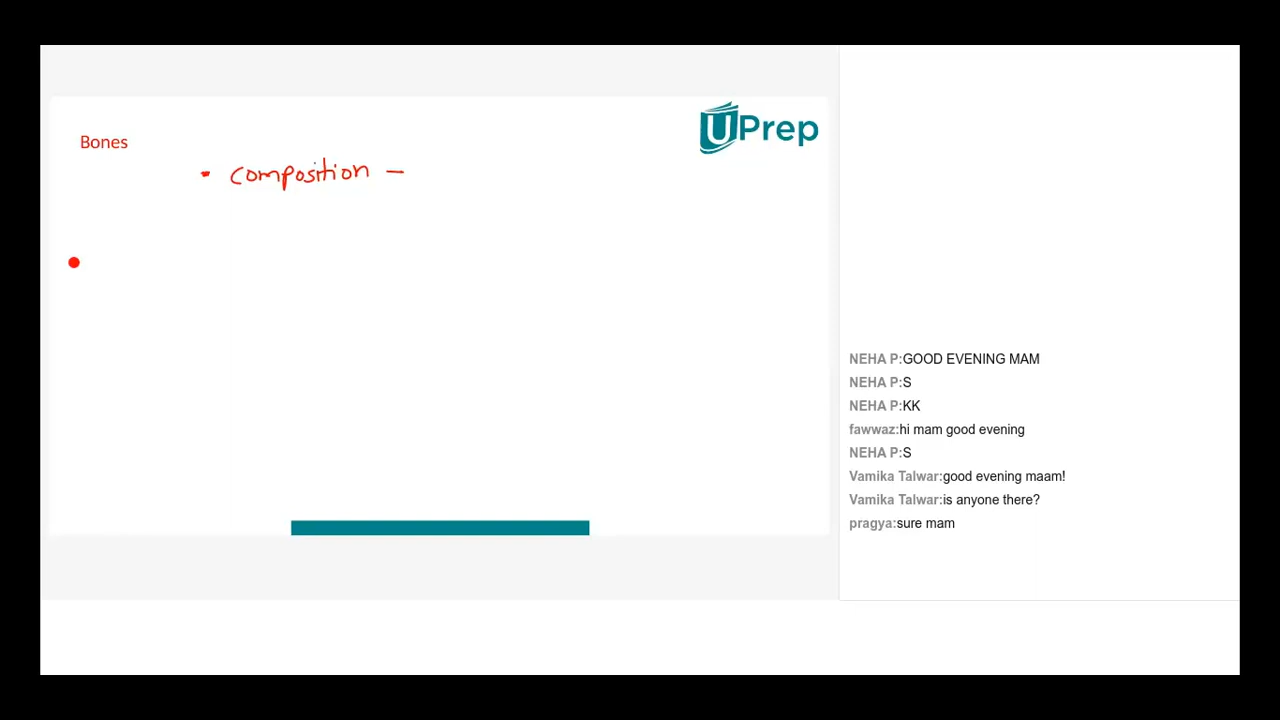 UPrep
Bones
• composition –
NEHA P:GOOD EVENING MAM
NEHA P:S
NEHA P:KK
fawwaz:hi mam good evening
NEHA P:S
Vamika Talwar:good evening maam!
Vamika Talwar:is anyone there?
pragya:sure mam